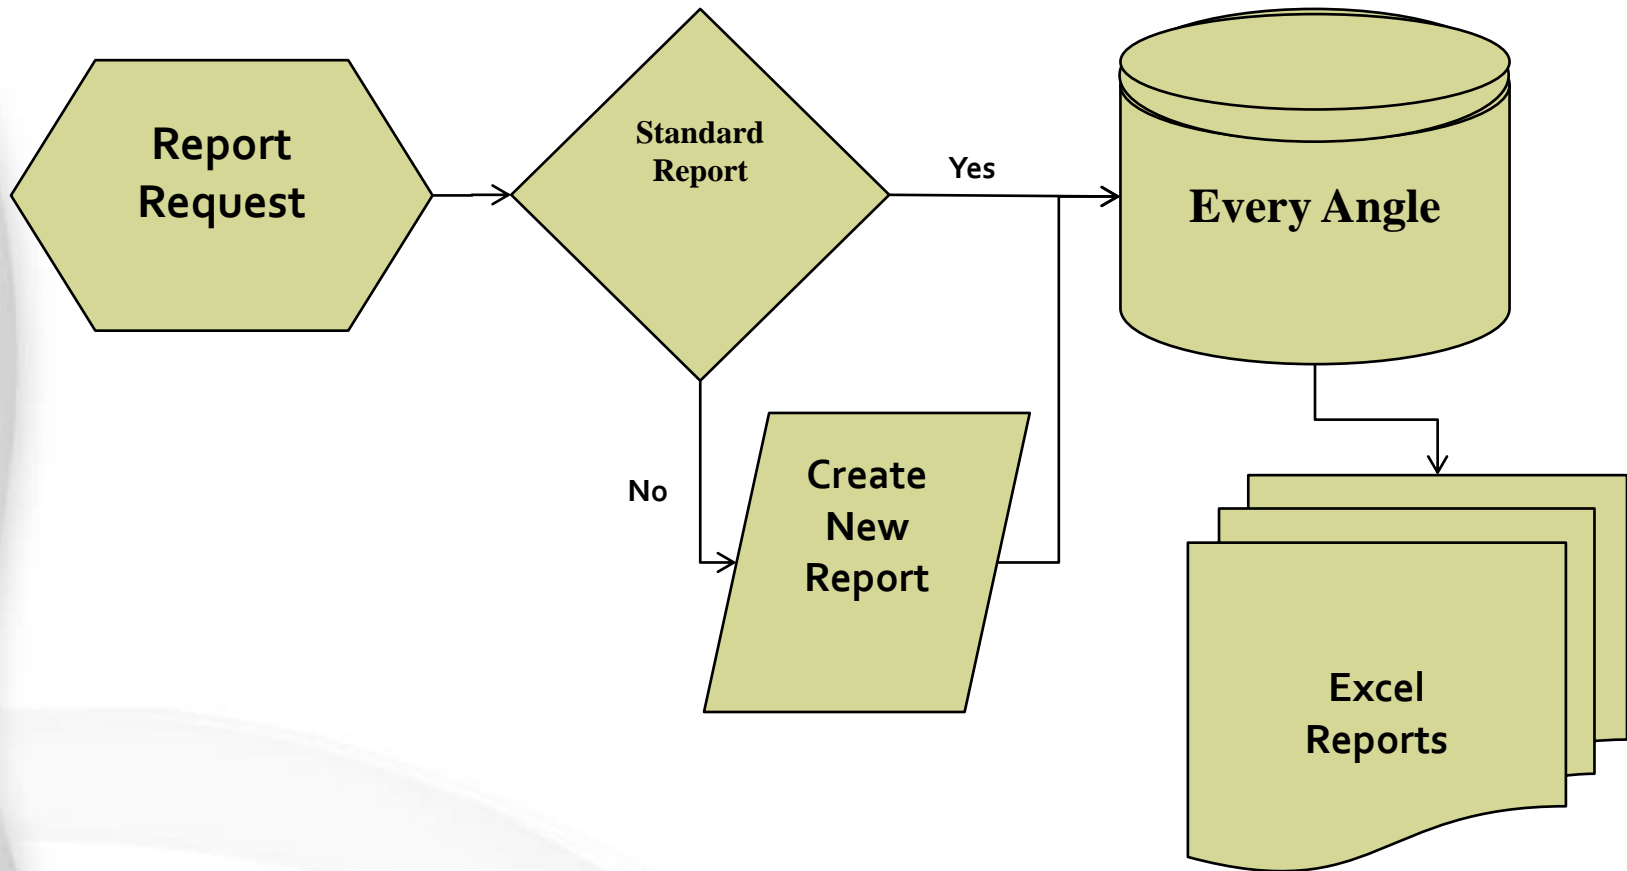 Report
Request
Standard
Report
Yes
Every Angle
No
Create
New
Report
Excel
Reports